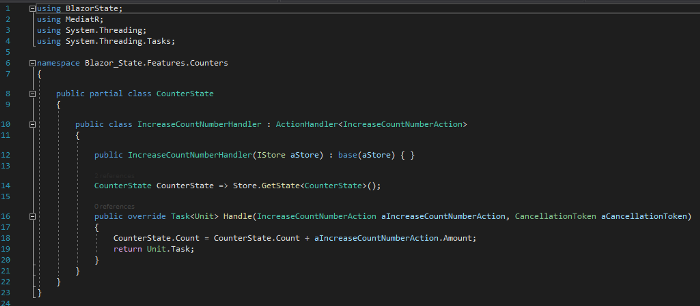 1 using BlazorState;
2 using MediatR;
3 using System.Threading;
4 using System.Threading.Tasks;
5
6 namespace Blazor_State.Features.Counters
7 {
8 public partial class CounterState
9 {
10 public class IncreaseCountNumberHandler : ActionHandler<IncreaseCountNumberAction>
11 {
12 public IncreaseCountNumberHandler(IStore aStore) : base(aStore) { }
13
14 CounterState CounterState => Store.GetState<CounterState>();
15
0 references
16 public override Task<Unit> Handle(IncreaseCountNumberAction aIncreaseCountNumberAction, CancellationToken aCancellationToken)
17 {
18 CounterState.Count = CounterState.Count + aIncreaseCountNumberAction.Amount;
19 return Unit.Task;
20 }
21 }
22 }
23 }
24